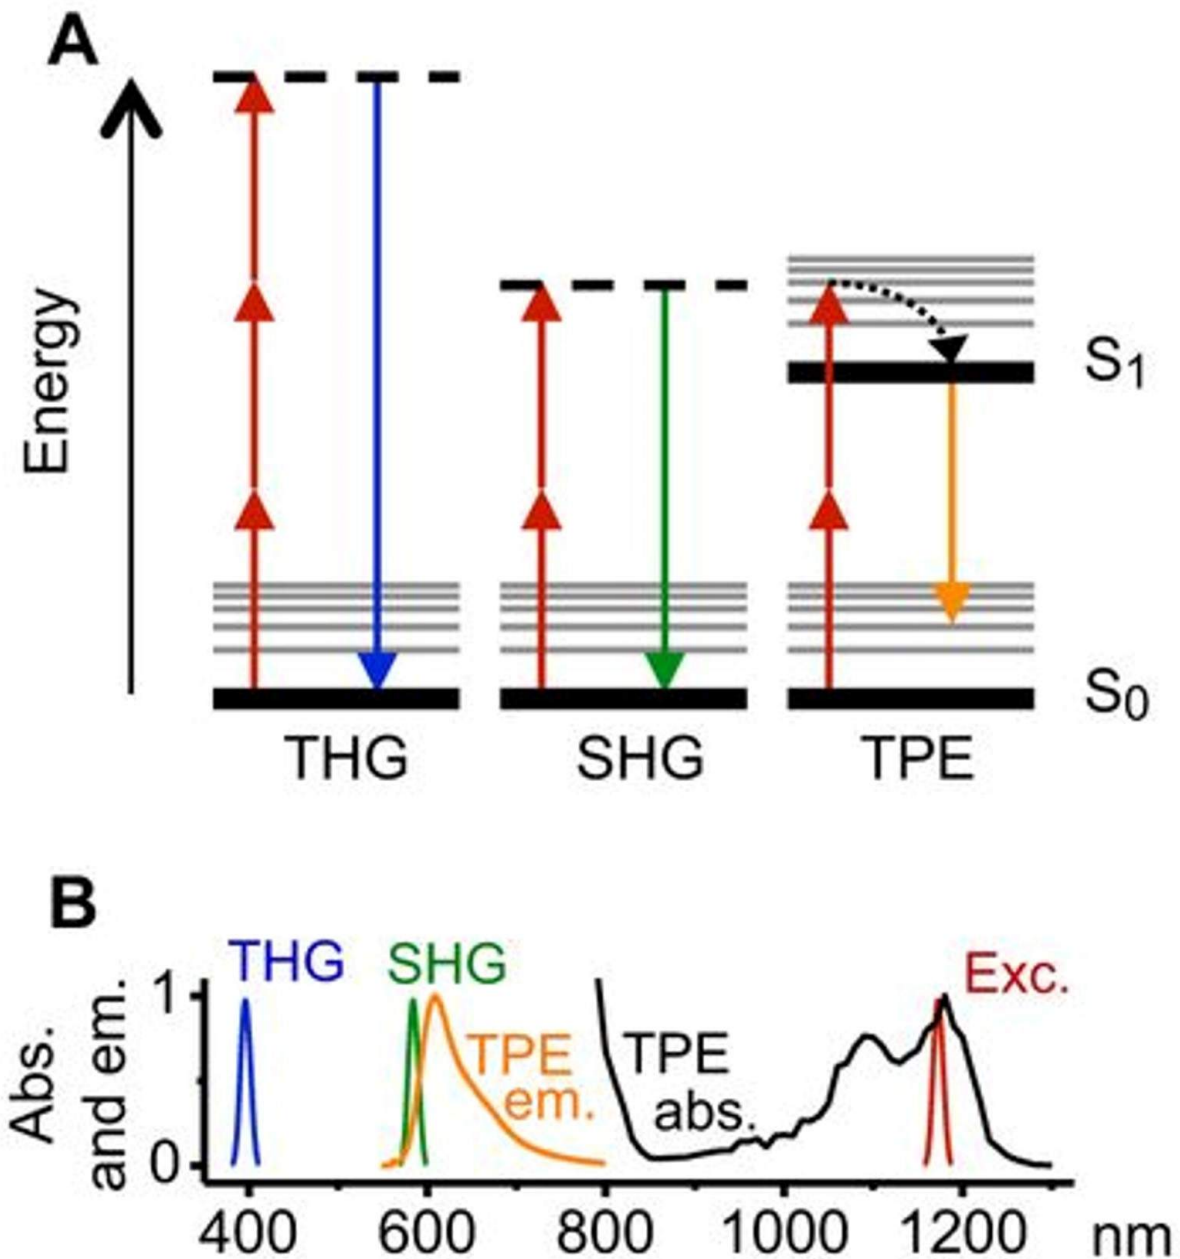 A
Energy
S1
S0
THG SHG TPE
B
THG SHG Exc.
1
TPE em.
TPE abs.
Abs. and em.
0
400 600 800 1000 1200 nm